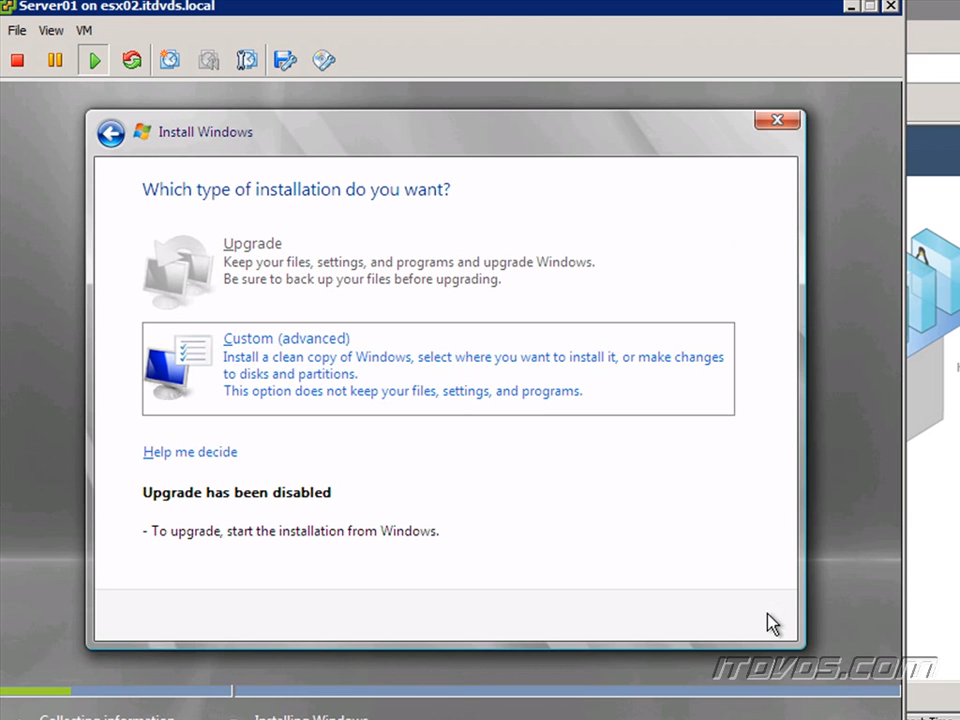 Server01 on esx02.itdvds.local
File View VM
Install Windows
Which type of installation do you want?
Upgrade
Keep your files, settings, and programs and upgrade Windows.
Be sure to back up your files before upgrading.
Custom (advanced)
Install a clean copy of Windows, select where you want to install it, or make changes
to disks and partitions.
This option does not keep your files, settings, and programs.
Help me decide
Upgrade has been disabled
- To upgrade, start the installation from Windows.
ITDVDS.COM
Collecting information Installing Windows